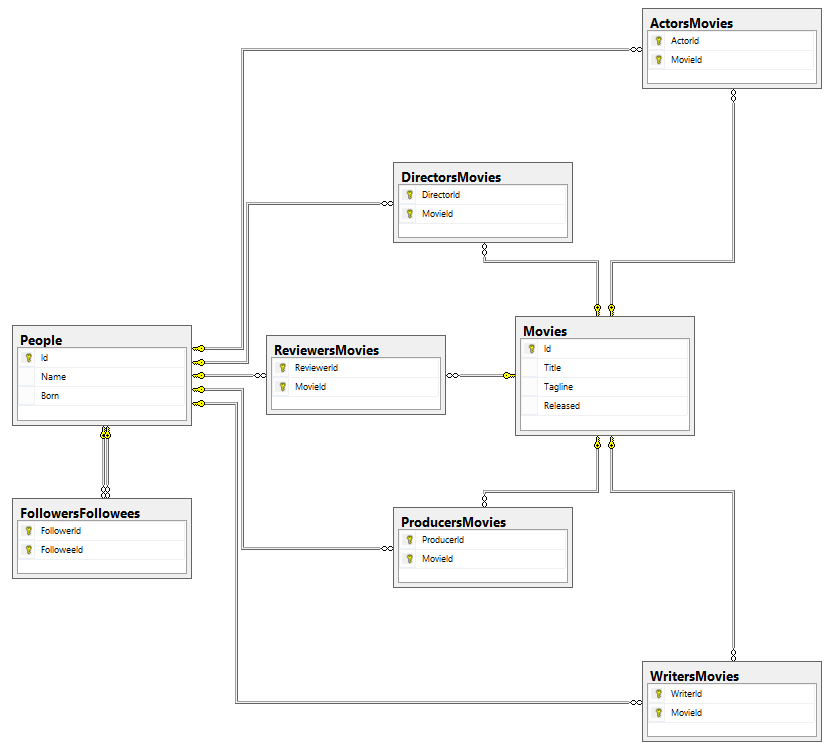 ActorsMovies
ActorId
MovieId
DirectorsMovies
DirectorId
MovieId
People
Id
Name
Born
ReviewersMovies
ReviewerId
MovieId
Movies
Id
Title
Tagline
Released
FollowersFollowees
FollowerId
FolloweeId
ProducersMovies
ProducerId
MovieId
WritersMovies
WriterId
MovieId